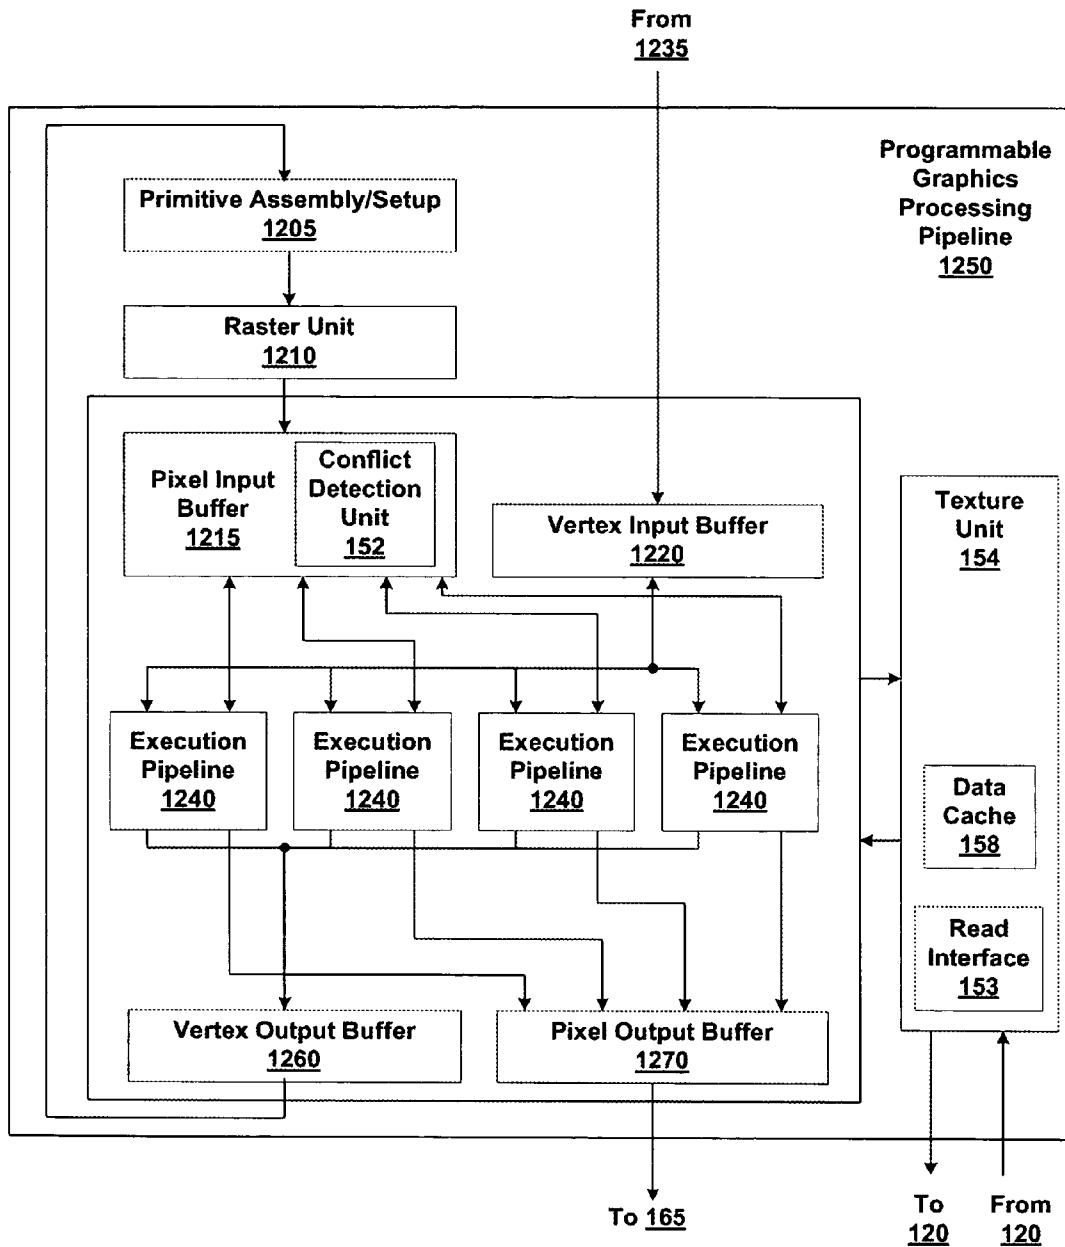 From
1235
Programmable
Graphics
Processing
Pipeline
1250
Primitive Assembly/Setup
1205
Raster Unit
1210
Pixel Input
Buffer
1215
Conflict
Detection
Unit
152
Vertex Input Buffer
1220
Texture
Unit
154
Execution
Pipeline
1240
Execution
Pipeline
1240
Execution
Pipeline
1240
Execution
Pipeline
1240
Data
Cache
158
Read
Interface
153
Vertex Output Buffer
1260
Pixel Output Buffer
1270
To 165
To
120
From
120